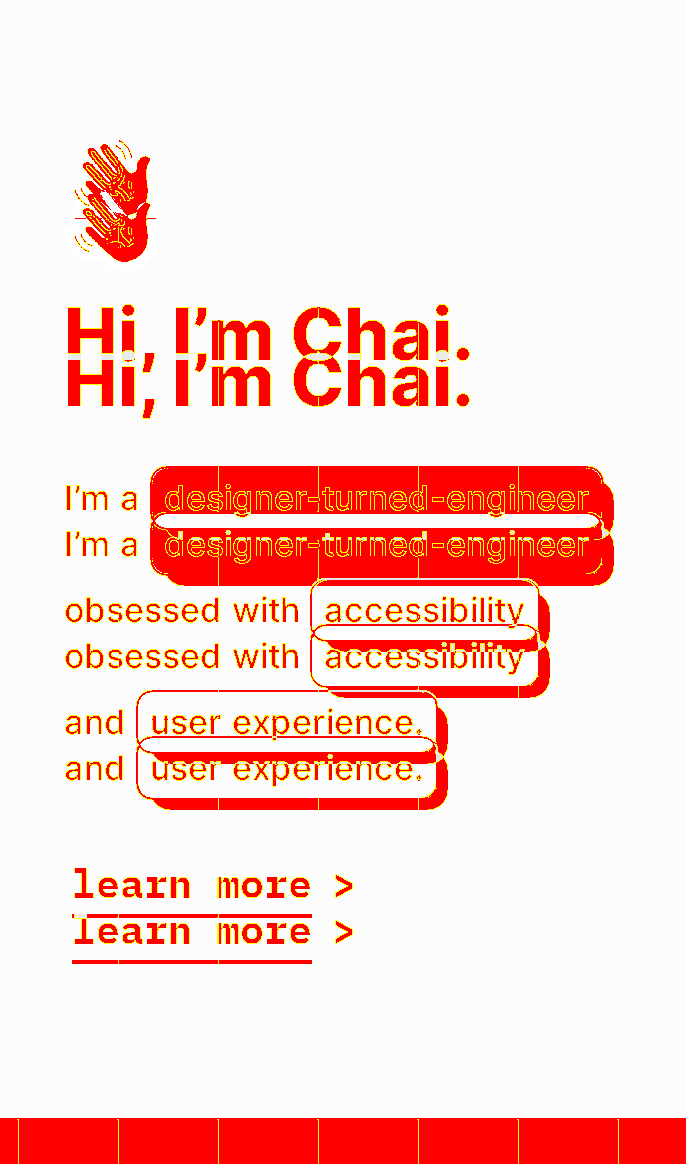 Hi, I’m Chai.
Hi, I’m Chai.
I’m a designer-turned-engineer
I’m a designer-turned-engineer
obsessed with accessibility
obsessed with accessibility
and user experience.
and user experience.
learn more >
learn more >